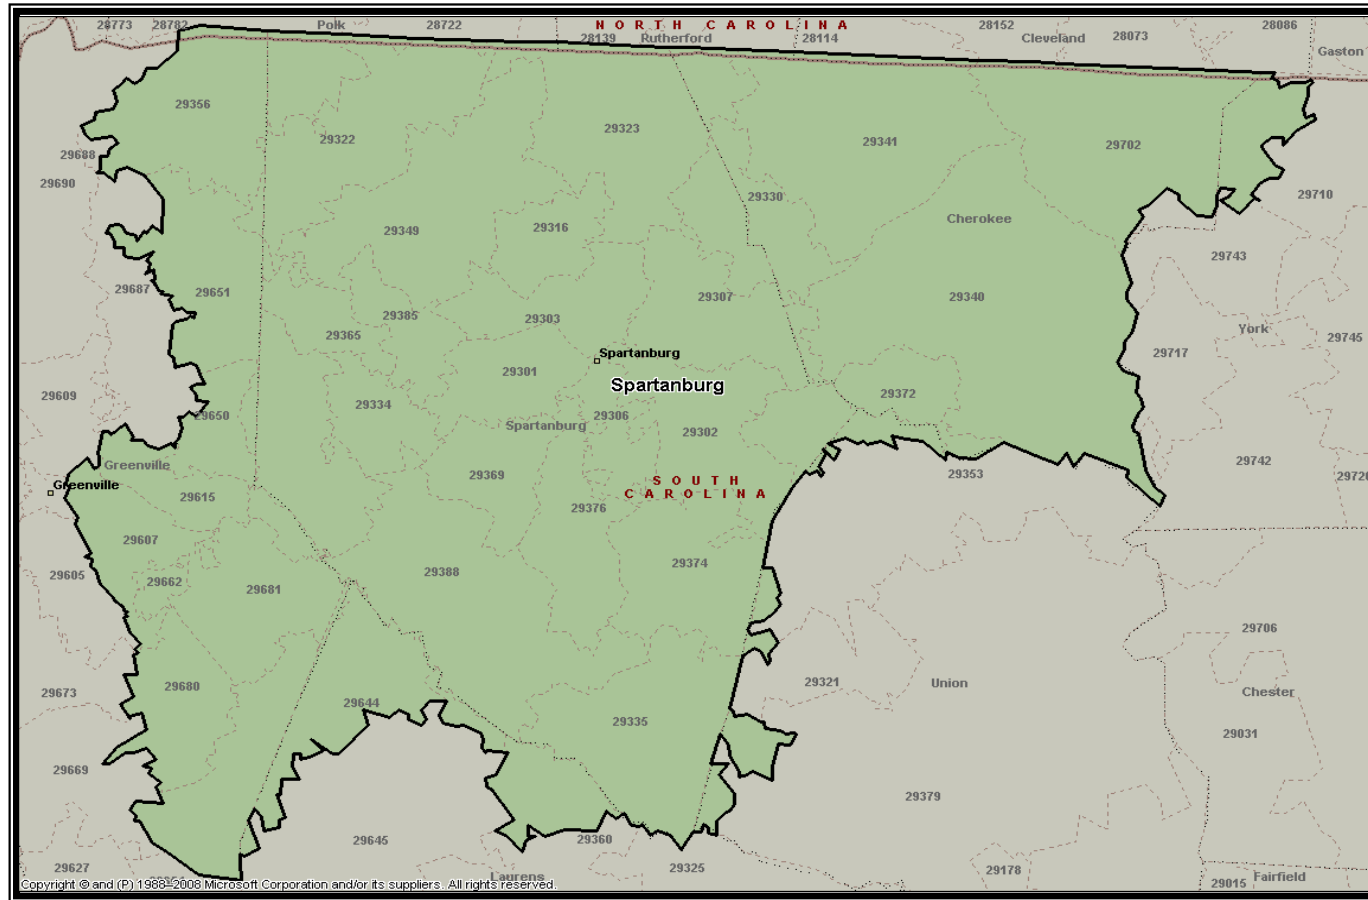 28773 28782 Polk 28722 NORTH CAROLINA 28152 28086
28139 Rutherford 28114 Cleveland 28073
Gaston
29356
29322 29323 29341 29702
29688
29690
29330 29710
Cherokee
29349 29316
29743
29687 29651 29307 29340
29385 29303
29365 York 29745
Spartanburg
29717
29301
Spartanburg
29609 29334 29372
29650 29306
Spartanburg 29302
Greenville 29742
29369 SOUTH 29353
Greenville CAROLINA
29615
29376
29607
29605 29662 29681 29388 29374
29706
29673 29680 29321 Union Chester
29644
29335 29031
29669
29379
29645 29360
29627 29325 29178
Laurens 29015 Fairfield
Copyright © and (P) 1988–2008 Microsoft Corporation and/or its suppliers. All rights reserved.